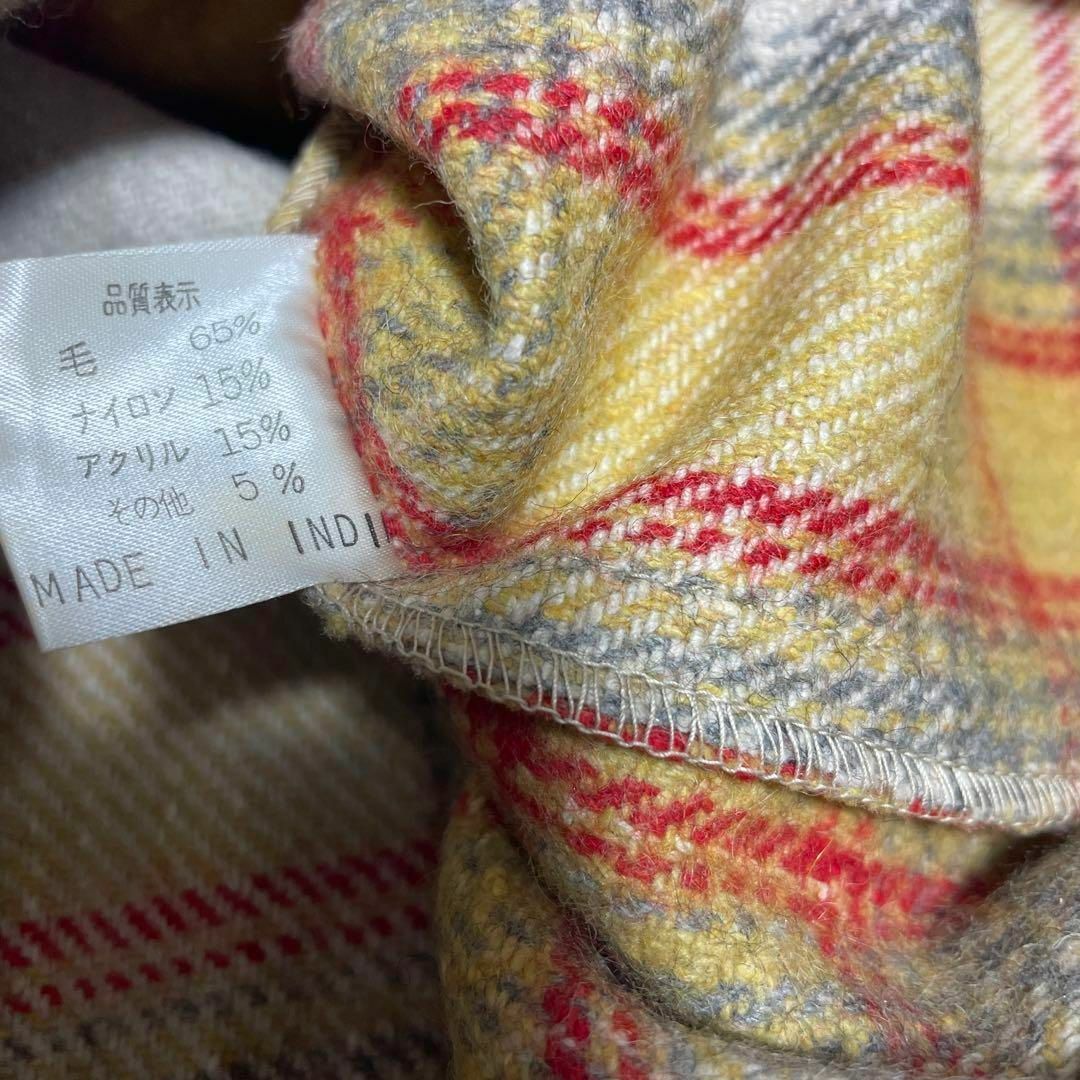 品質表示
毛 65%
ナイロン 15%
アクリル 15%
その他 5%
MADE IN INDI